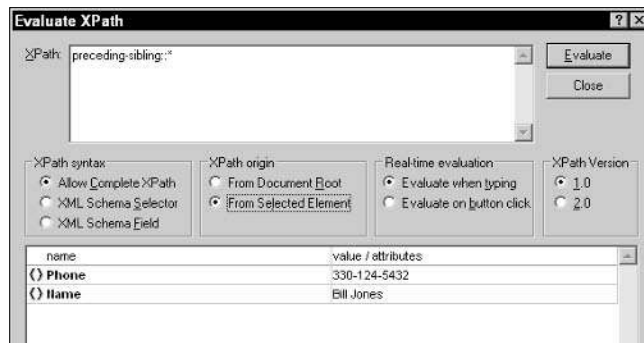 Evaluate XPath
XPath: preceding-sibling::*
Evaluate
Close
XPath syntax
Allow Complete XPath
XML Schema Selector
XML Schema Field
XPath origin
From Document Root
From Selected Element
Real-time evaluation
Evaluate when typing
Evaluate on button click
XPath Version
1.0
2.0
name value / attributes
() Phone 330-124-5432
() Name Bill Jones